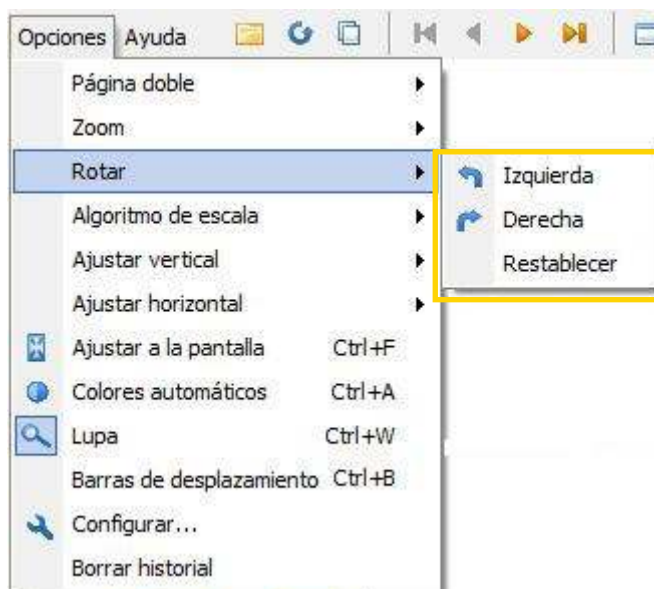 Opciones Ayuda
Página doble
Zoom
Rotar
Izquierda
Algoritmo de escala
Derecha
Ajustar vertical
Restablecer
Ajustar horizontal
Ajustar a la pantalla Ctrl+F
Colores automáticos Ctrl+A
Lupa Ctrl+W
Barras de desplazamiento Ctrl+B
Configurar...
Borrar historial